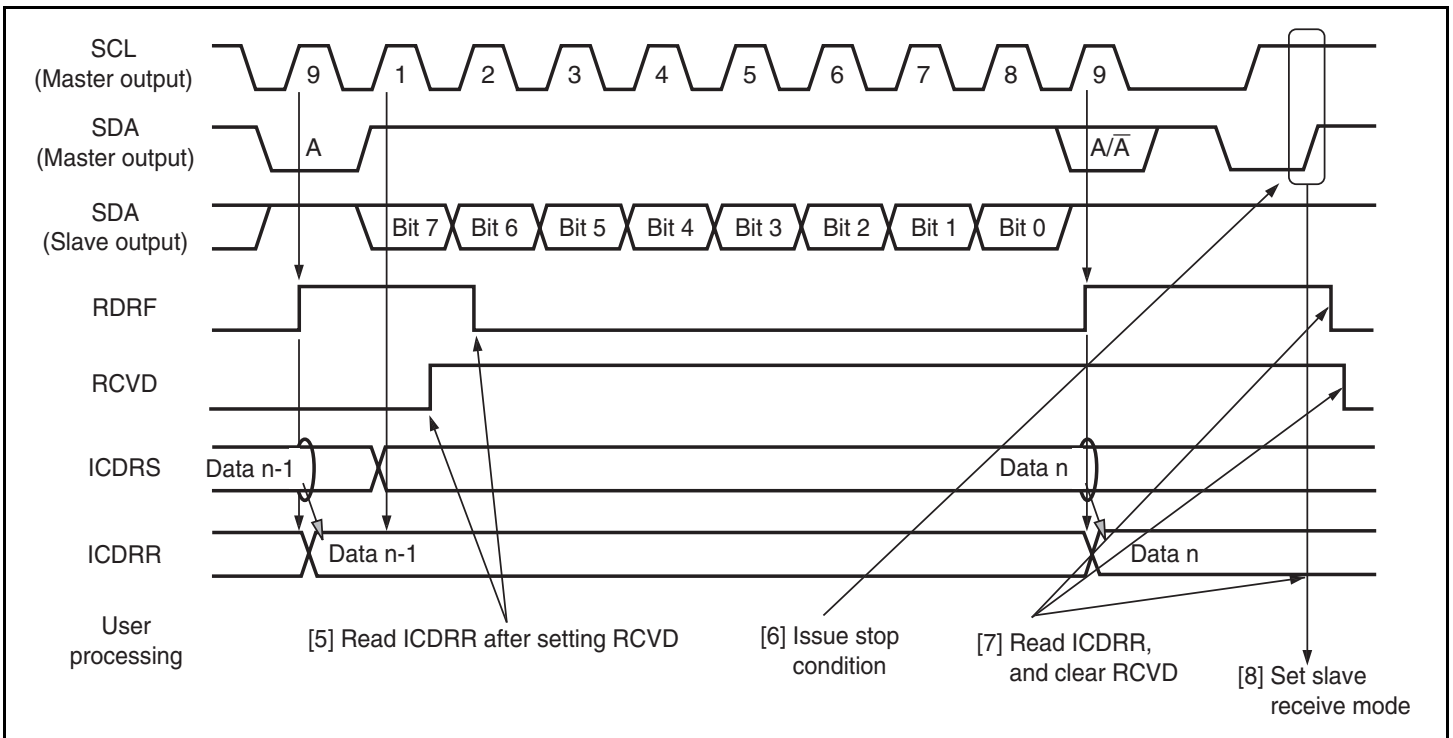 SCL
(Master output)
9 1 2 3 4 5 6 7 8 9
SDA
(Master output)
A A/A̅
SDA
(Slave output)
Bit 7 Bit 6 Bit 5 Bit 4 Bit 3 Bit 2 Bit 1 Bit 0
RDRF
RCVD
ICDRS
Data n-1 Data n
ICDRR
Data n-1 Data n
User
processing
[5] Read ICDRR after setting RCVD
[6] Issue stop
condition
[7] Read ICDRR,
and clear RCVD
[8] Set slave
receive mode